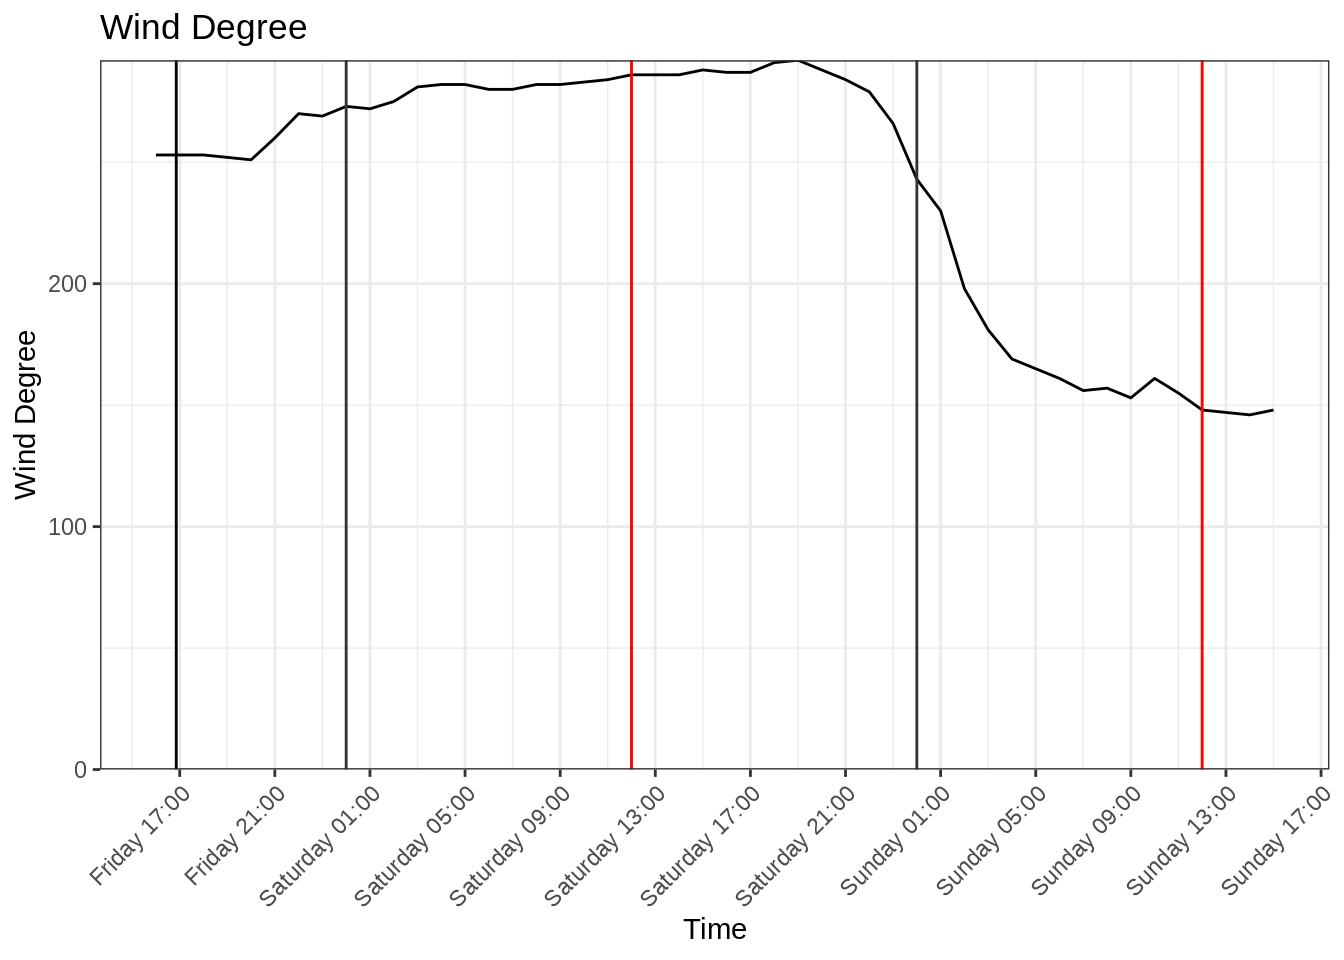 Wind Degree
Wind Degree
200
100
0
Friday 17:00
Friday 21:00
Saturday 01:00
Saturday 05:00
Saturday 09:00
Saturday 13:00
Saturday 17:00
Saturday 21:00
Sunday 01:00
Sunday 05:00
Sunday 09:00
Sunday 13:00
Sunday 17:00
Time